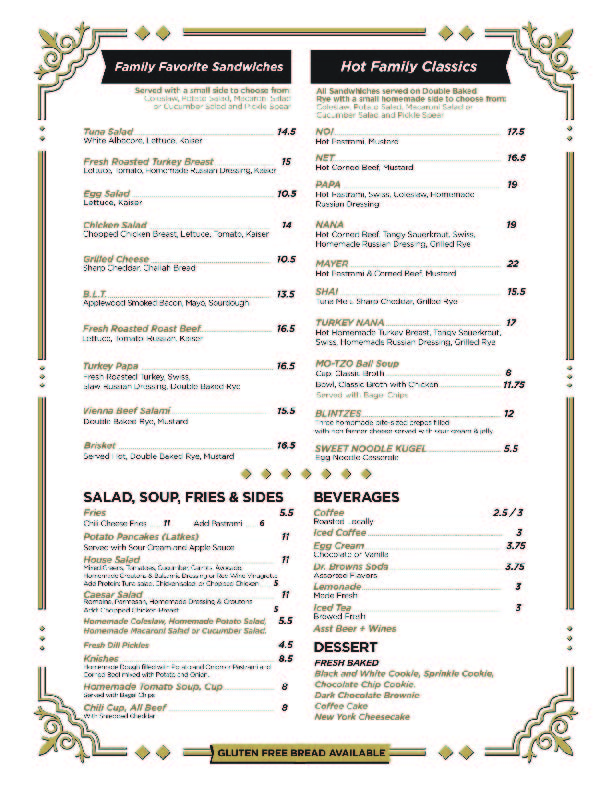 Family Favorite Sandwiches
Served with a small side to choose from:
Coleslaw, Potato Salad, Macaroni Salad
or Cucumber Salad and Pickle Spear
Tuna Salad 14.5
White Albacore, Lettuce, Kaiser
Fresh Roasted Turkey Breast 15
Lettuce, Tomato, Homemade Russian Dressing, Kaiser
Egg Salad 10.5
Lettuce, Kaiser
Chicken Salad 14
Chopped Chicken Breast, Lettuce, Tomato, Kaiser
Grilled Cheese 10.5
Sharp Cheddar, Challah Bread
B.L.T. 13.5
Applewood Smoked Bacon, Mayo, Sourdough
Fresh Roasted Roast Beef 16.5
Lettuce, Tomato, Russian, Kaiser
Turkey Papa 16.5
Fresh Roasted Turkey, Swiss,
Slaw Russian Dressing, Double Baked Rye
Vienna Beef Salami 15.5
Double Baked Rye, Mustard
Brisket 16.5
Served Hot, Double Baked Rye, Mustard
Hot Family Classics
All Sandwhiches served on Double Baked
Rye with a small homemade side to choose from:
Coleslaw, Potato Salad, Macaroni Salad or
Cucumber Salad and Pickle Spear
NOI 17.5
Hot Pastrami, Mustard
NET 16.5
Hot Corned Beef, Mustard
PAPA 19
Hot Pastrami, Swiss, Coleslaw, Homemade
Russian Dressing
NANA 19
Hot Corned Beef, Tangy Sauerkraut, Swiss,
Homemade Russian Dressing, Grilled Rye
MAYER 22
Hot Pastrami & Corned Beef, Mustard
SHAI 15.5
Tuna Melt, Sharp Cheddar, Grilled Rye
TURKEY NANA 17
Hot Homemade Turkey Breast, Tangy Sauerkraut,
Swiss, Homemade Russian Dressing, Grilled Rye
MO-TZO Ball Soup
Cup, Classic Broth 8
Bowl, Classic Broth with Chicken 11.75
Served with Bagel Chips
BLINTZES 12
Three homemade bite-sized crepes filled
with farmer cheese served with sour cream & jelly
SWEET NOODLE KUGEL 5.5
Egg Noodle Casserole
SALAD, SOUP, FRIES & SIDES
Fries 5.5
Chili Cheese Fries 11 Add Pastrami 6
Potato Pancakes (Latkes) 11
Served with Sour Cream and Apple Sauce
House Salad 11
Mixed Greens, Tomatoes, Cucumber, Carrots, Avocado
Homemade Croutons & Balsamic Dressing or Red Wine Vinaigrette
Add Protein: Tuna salad, Chicken salad or Chopped Chicken 5
Caesar Salad 11
Romaine, Parmesan, Homemade Dressing & Croutons
Add: Chopped Chicken Breast 5
Homemade Coleslaw, Homemade Potato Salad, 5.5
Homemade Macaroni Salad or Cucumber Salad.
Fresh Dill Pickles 4.5
Knishes 8.5
Homemade Dough filled with Potato and Onion or Pastrami and
Corned Beef mixed with Potato and Onion.
Homemade Tomato Soup, Cup 8
Served with Bagel Chips
Chili Cup, All Beef 8
With Shredded Cheddar
BEVERAGES
Coffee 2.5 / 3
Roasted Locally
Iced Coffee 3
Egg Cream 3.75
Chocolate or Vanilla
Dr. Browns Soda 3.75
Assorted Flavors
Lemonade 3
Made Fresh
Iced Tea 3
Brewed Fresh
Asst Beer + Wines
DESSERT
FRESH BAKED
Black and White Cookie, Sprinkle Cookie,
Chocolate Chip Cookie.
Dark Chocolate Brownie
Coffee Cake
New York Cheesecake
GLUTEN FREE BREAD AVAILABLE